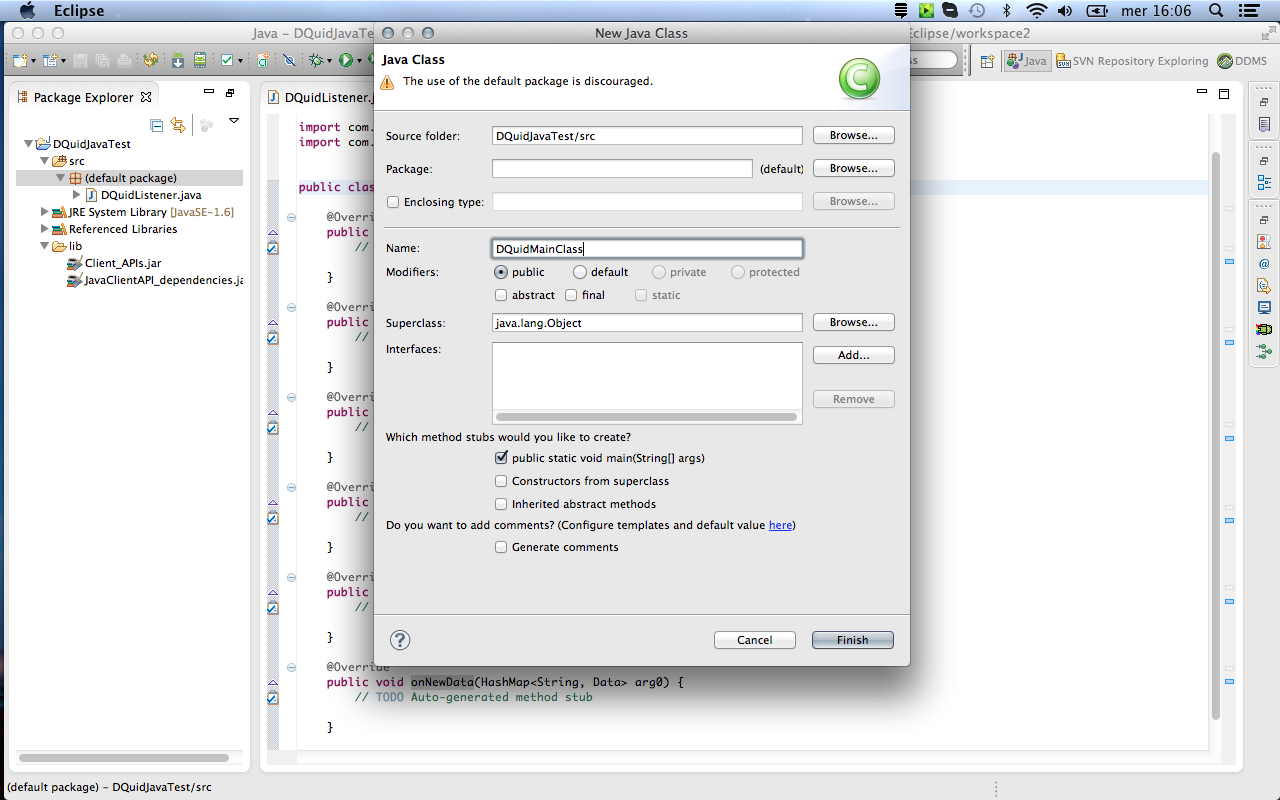 Eclipse
mer 16:06
Java – DQuidJavaTe
New Java Class
Eclipse/workspace2
Java
SVN Repository Exploring
DDMS
Package Explorer
DQuidJavaTest
src
(default package)
DQuidListener.java
JRE System Library [JavaSE-1.6]
Referenced Libraries
lib
Client_APIs.jar
JavaClientAPI_dependencies.ja
DQuidListener.j
import com.
import com.
public clas
@Overri
public
//
}
@Overri
public
//
}
@Overri
public
//
}
@Overri
public
//
}
@Overri
public
//
}
@Override
public void onNewData(HashMap<String, Data> arg0) {
// TODO Auto-generated method stub
}
Java Class
The use of the default package is discouraged.
Source folder: DQuidJavaTest/src Browse...
Package: (default) Browse...
Enclosing type: Browse...
Name: DQuidMainClass
Modifiers: public default private protected
abstract final static
Superclass: java.lang.Object Browse...
Interfaces: Add...
Remove
Which method stubs would you like to create?
public static void main(String[] args)
Constructors from superclass
Inherited abstract methods
Do you want to add comments? (Configure templates and default value here)
Generate comments
? Cancel Finish
(default package) – DQuidJavaTest/src